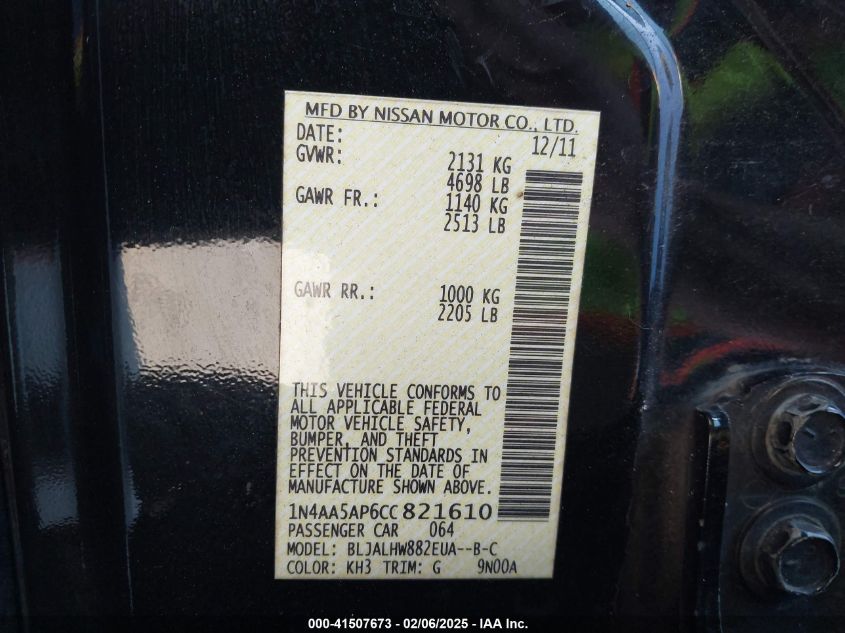 MFD BY NISSAN MOTOR CO., LTD.
DATE: 12/11
GVWR: 2131 KG
4698 LB
GAWR FR.: 1140 KG
2513 LB
GAWR RR.: 1000 KG
2205 LB
THIS VEHICLE CONFORMS TO
ALL APPLICABLE FEDERAL
MOTOR VEHICLE SAFETY,
BUMPER, AND THEFT
PREVENTION STANDARDS IN
EFFECT ON THE DATE OF
MANUFACTURE SHOWN ABOVE.
1N4AA5AP6CC821610
PASSENGER CAR 064
MODEL: BLJALHW882EUA--B-C
COLOR: KH3 TRIM: G 9N00A
000-41507673 - 02/06/2025 - IAA Inc.